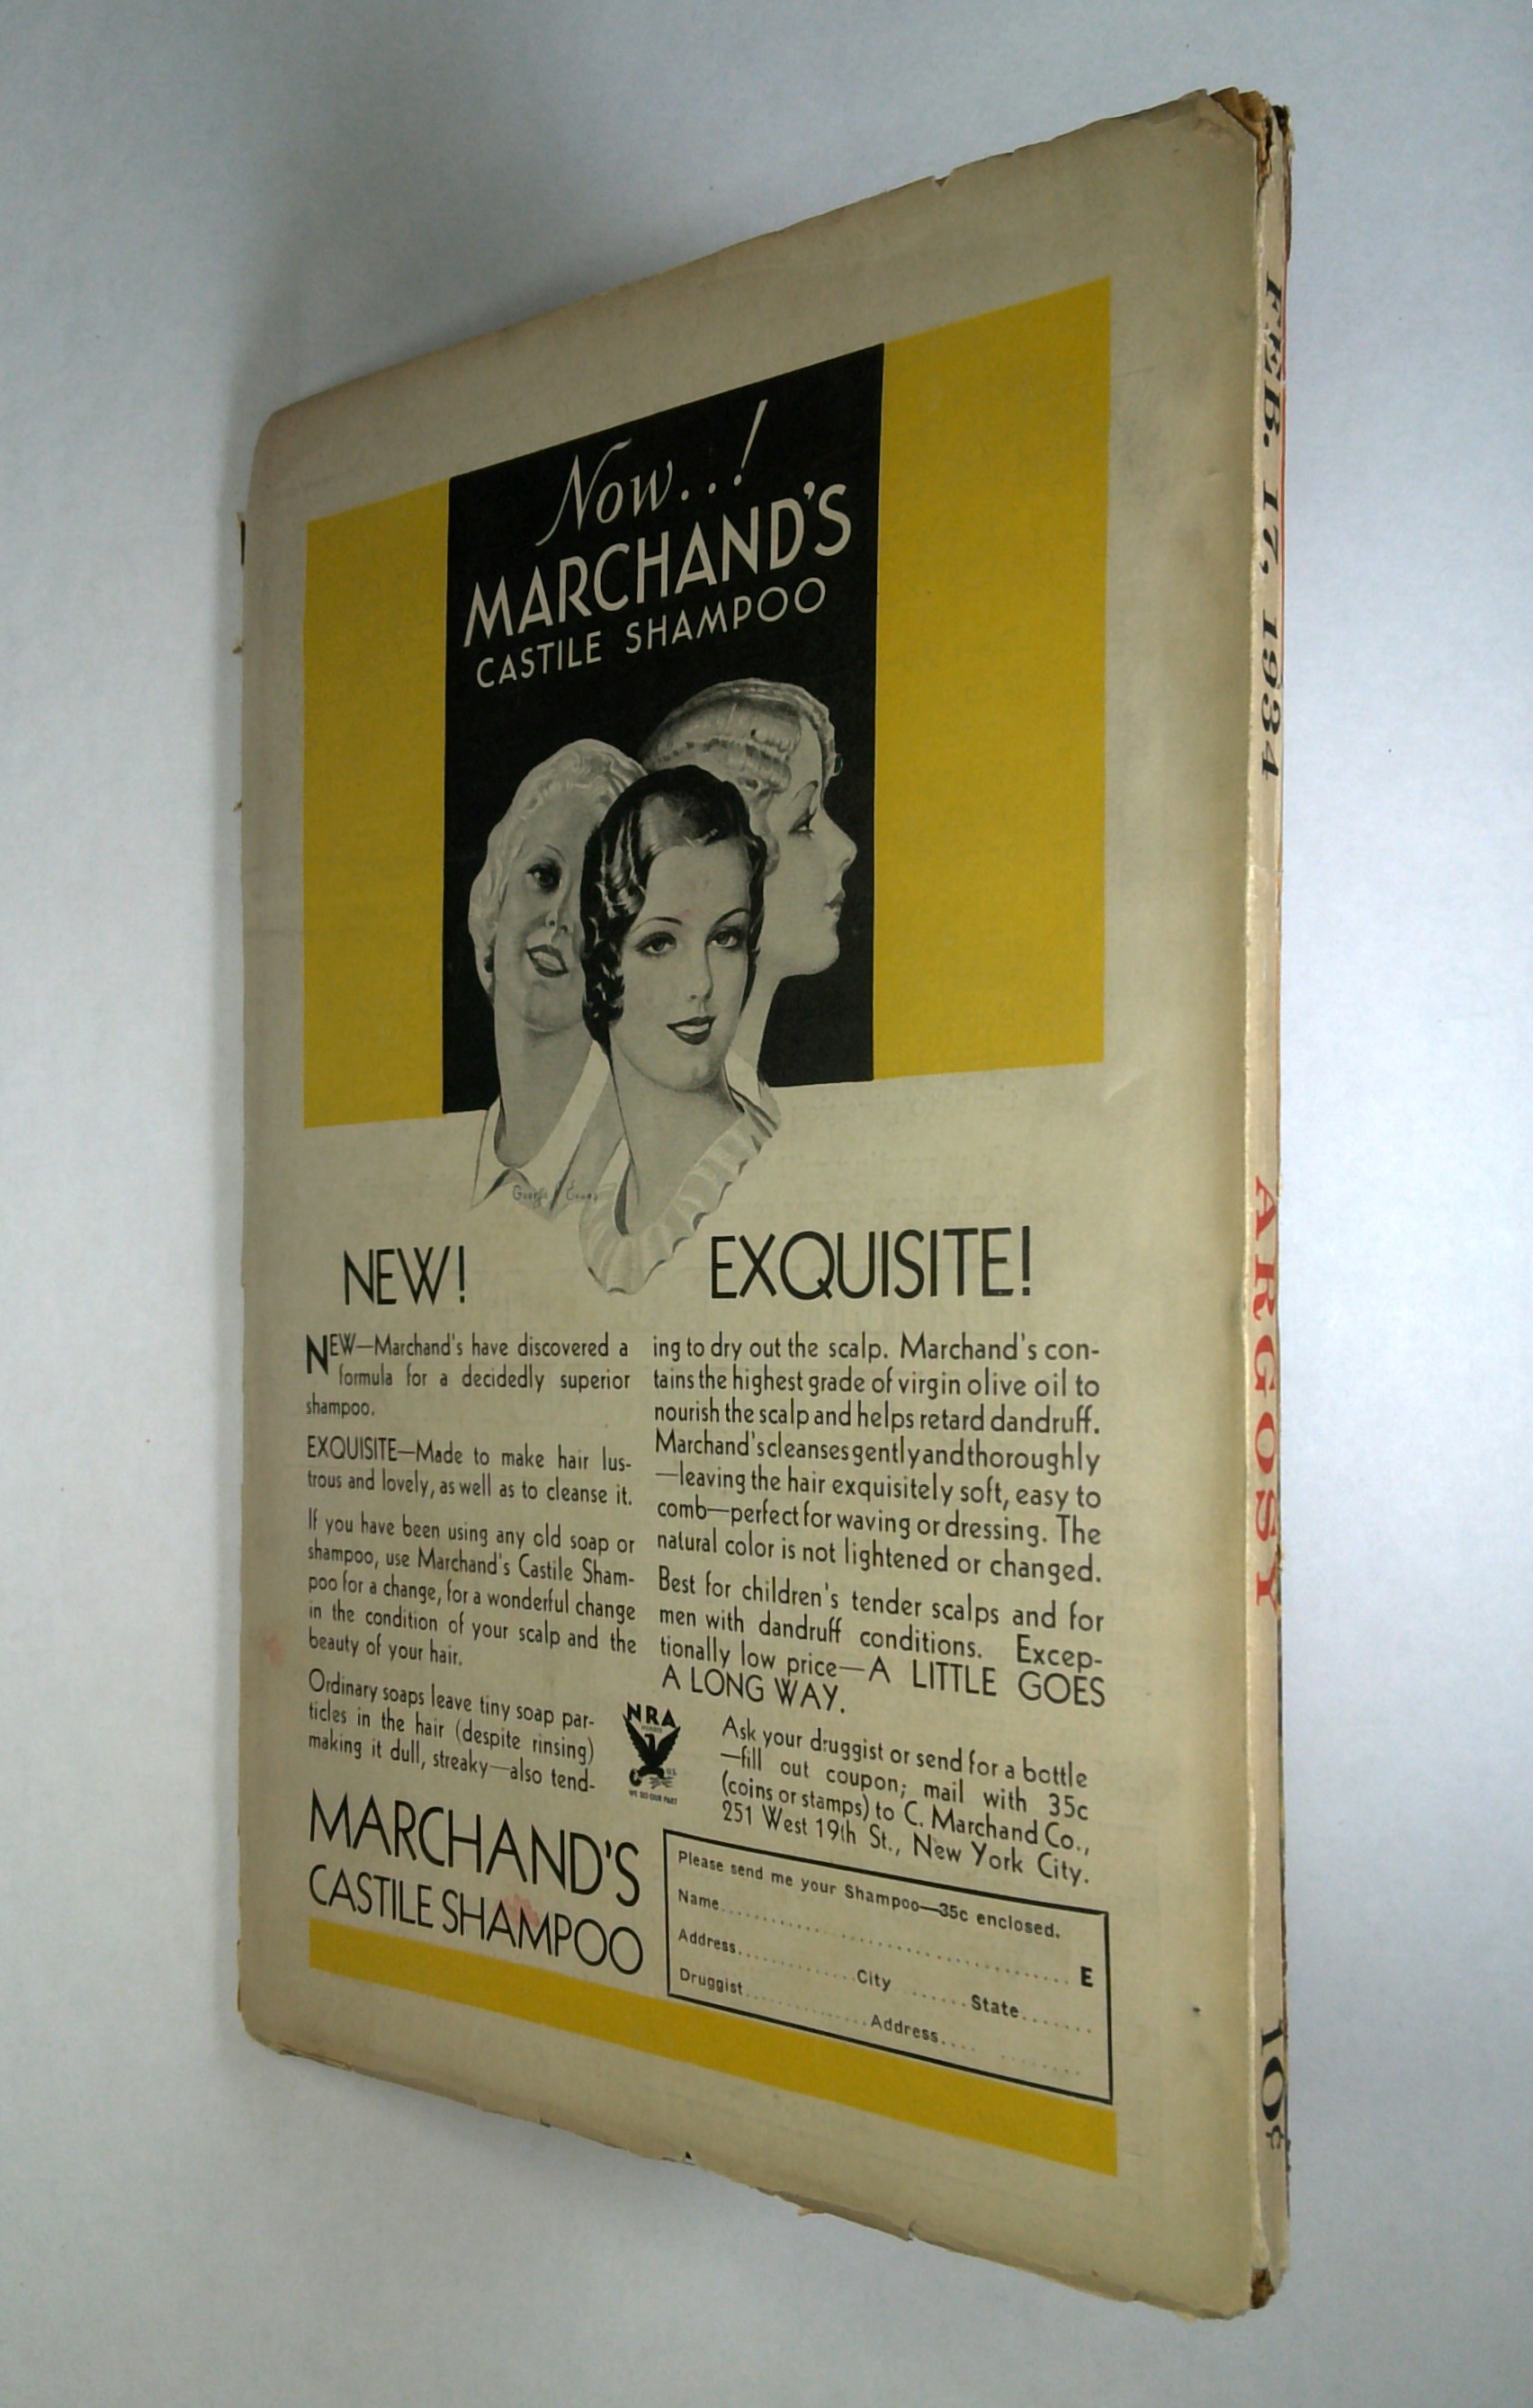 Now..!
MARCHAND'S
CASTILE SHAMPOO
NEW!
EXQUISITE!
NEW—Marchand's have discovered a
formula for a decidedly superior
shampoo.
EXQUISITE—Made to make hair lus-
trous and lovely, as well as to cleanse it.
If you have been using any old soap or
shampoo, use Marchand's Castile Sham-
poo for a change, for a wonderful change
in the condition of your scalp and the
beauty of your hair.
Ordinary soaps leave tiny soap par-
ticles in the hair (despite rinsing)
making it dull, streaky—also tend-
ing to dry out the scalp. Marchand's con-
tains the highest grade of virgin olive oil to
nourish the scalp and helps retard dandruff.
Marchand's cleanses gently and thoroughly
—leaving the hair exquisitely soft, easy to
comb—perfect for waving or dressing. The
natural color is not lightened or changed.
Best for children's tender scalps and for
men with dandruff conditions. Excep-
tionally low price—A LITTLE GOES
A LONG WAY.
NRA
MEMBER
U.S.
WE DO OUR PART
Ask your druggist or send for a bottle
—fill out coupon; mail with 35c
(coins or stamps) to C. Marchand Co.,
251 West 19th St., New York City.
MARCHAND'S
CASTILE SHAMPOO
Please send me your Shampoo—35c enclosed.
Name.......................................... E
Address..............City .......State........
Druggist...............Address.... ........
FEB. 17, 1934
ARGOSY
10¢